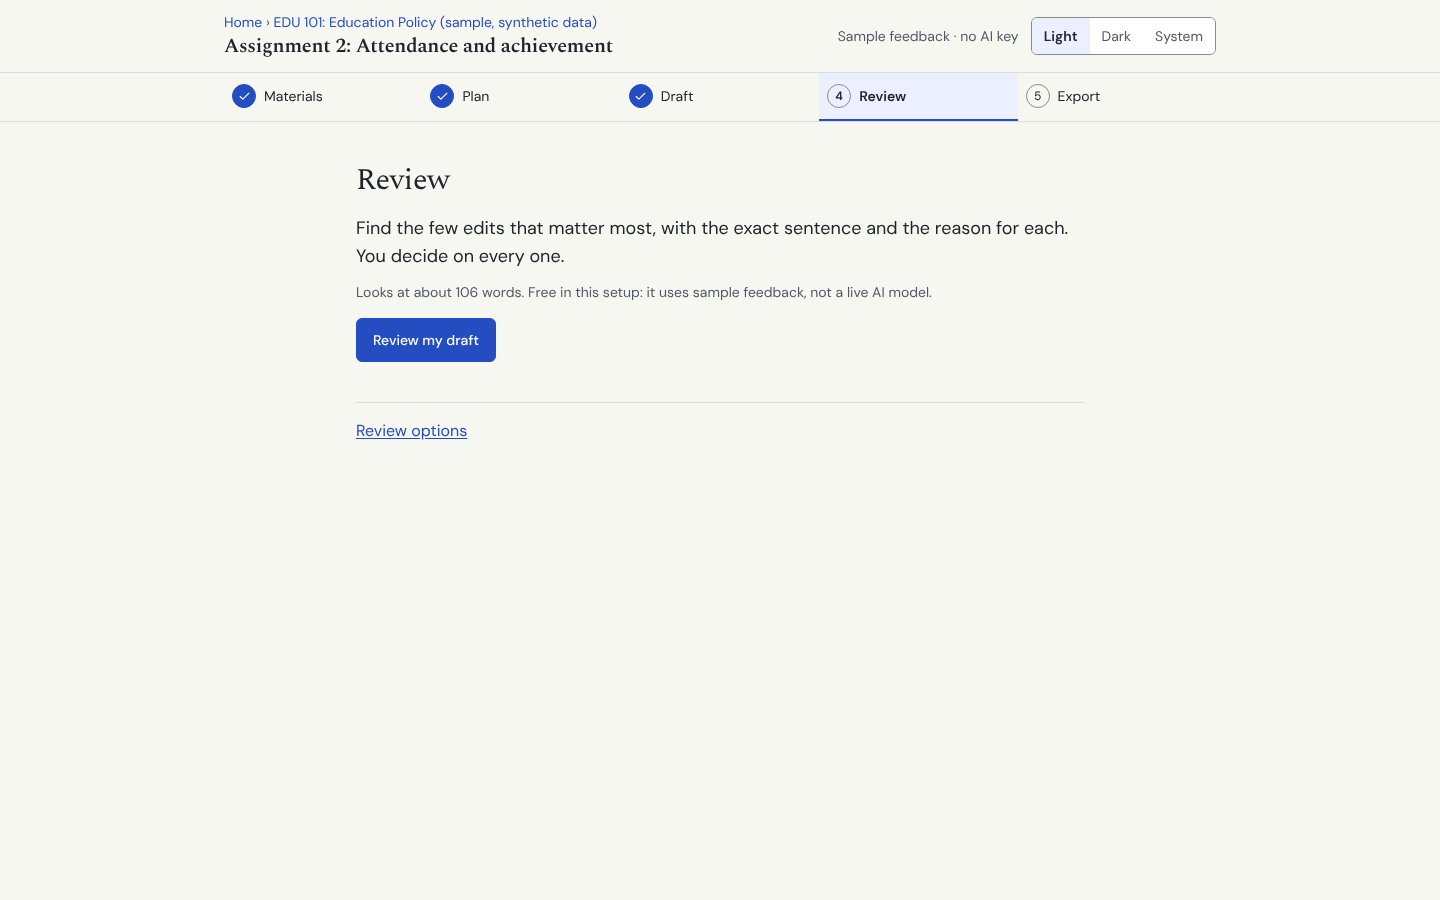 Home › EDU 101: Education Policy (sample, synthetic data)
Assignment 2: Attendance and achievement
Sample feedback · no AI key
Light
Dark
System
Materials
Plan
Draft
4 Review
5 Export
Review
Find the few edits that matter most, with the exact sentence and the reason for each.
You decide on every one.
Looks at about 106 words. Free in this setup: it uses sample feedback, not a live AI model.
Review my draft
Review options